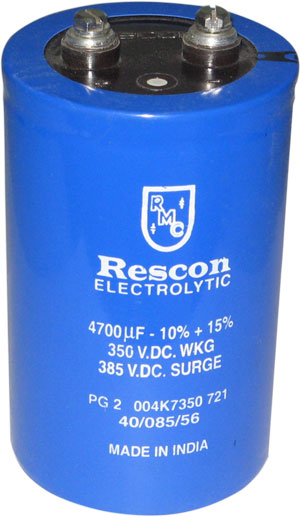 RMC
Rescon
ELECTROLYTIC
4700µF - 10% + 15%
350 V.DC. WKG
385 V.DC. SURGE
PG 2 004K7350 721
40/085/56
MADE IN INDIA